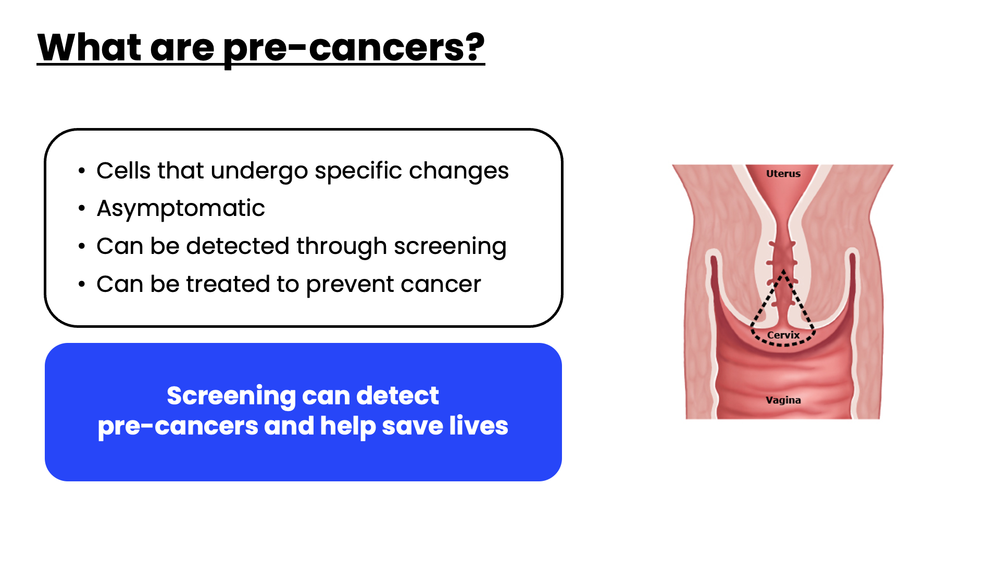 What are pre-cancers?
• Cells that undergo specific changes
• Asymptomatic
• Can be detected through screening
• Can be treated to prevent cancer
Screening can detect
pre-cancers and help save lives
Uterus
Cervix
Vagina